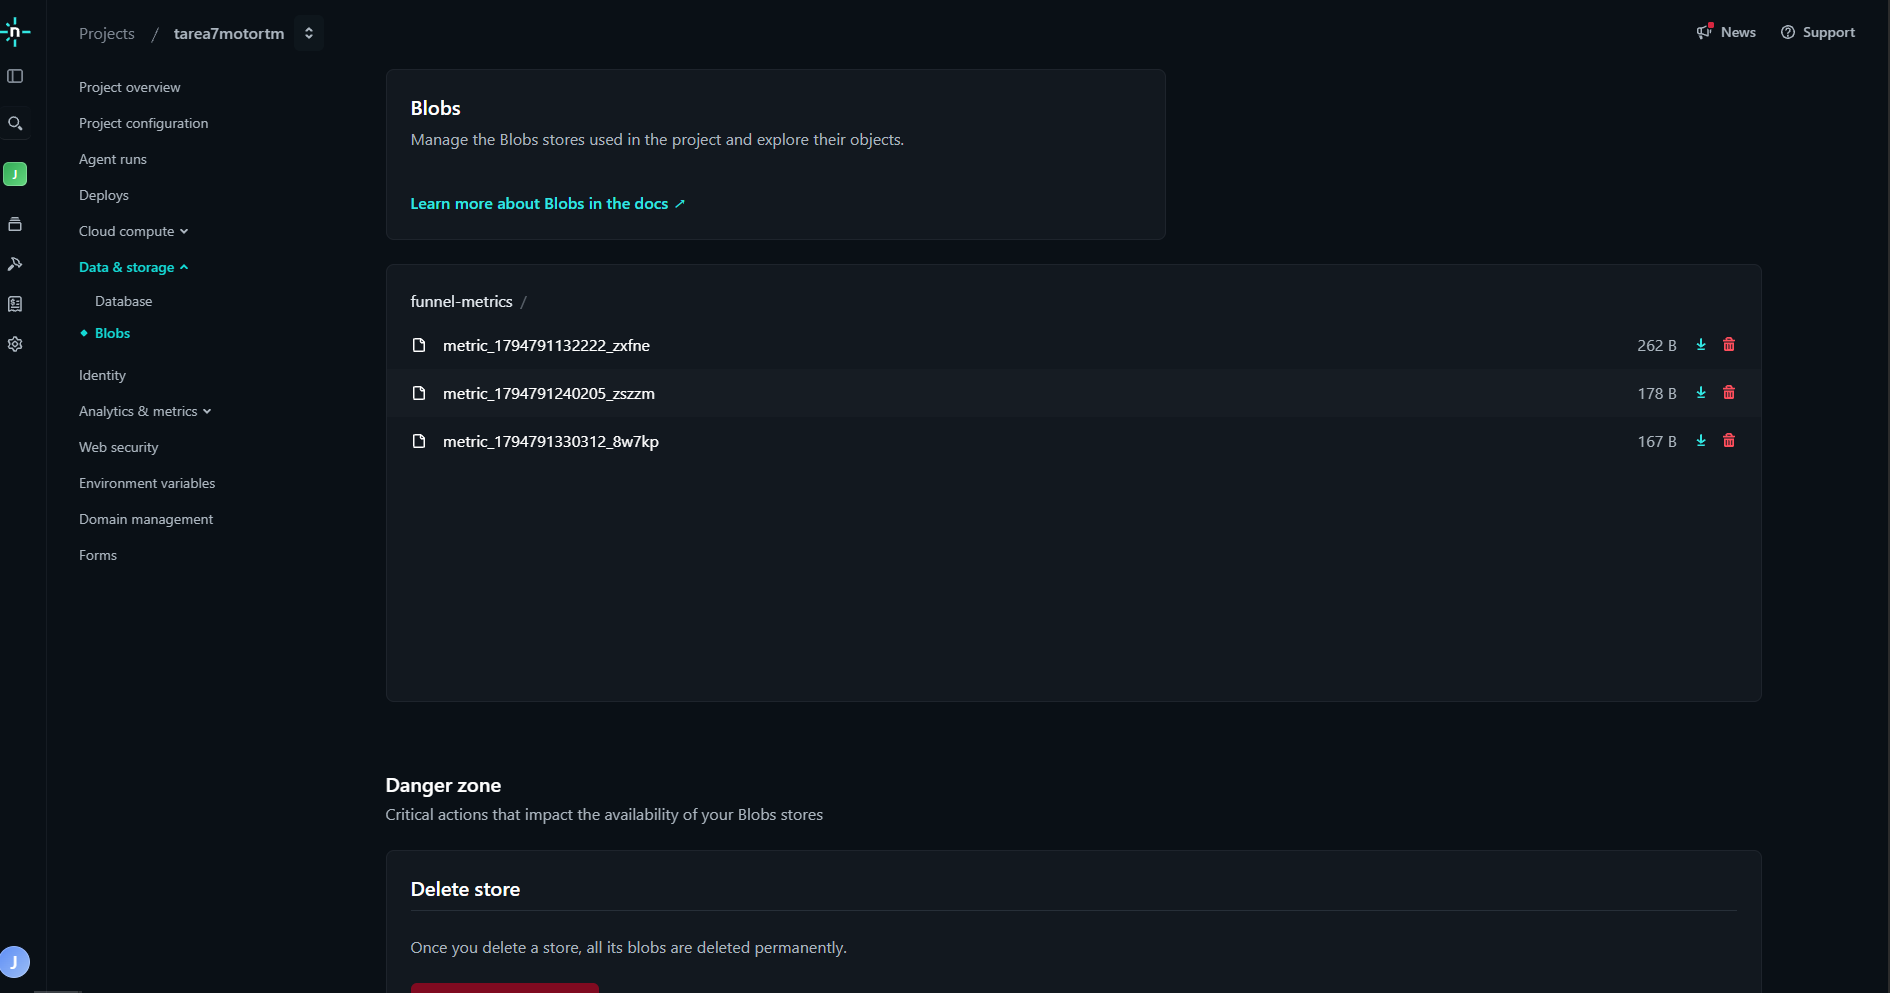 Projects / tarea7motortm
News
Support
Project overview
Project configuration
Agent runs
Deploys
Cloud compute
Data & storage
Database
Blobs
Identity
Analytics & metrics
Web security
Environment variables
Domain management
Forms
Blobs
Manage the Blobs stores used in the project and explore their objects.
Learn more about Blobs in the docs ↗
funnel-metrics /
metric_1794791132222_zxfne 262 B
metric_1794791240205_zszzm 178 B
metric_1794791330312_8w7kp 167 B
Danger zone
Critical actions that impact the availability of your Blobs stores
Delete store
Once you delete a store, all its blobs are deleted permanently.
n
J
J